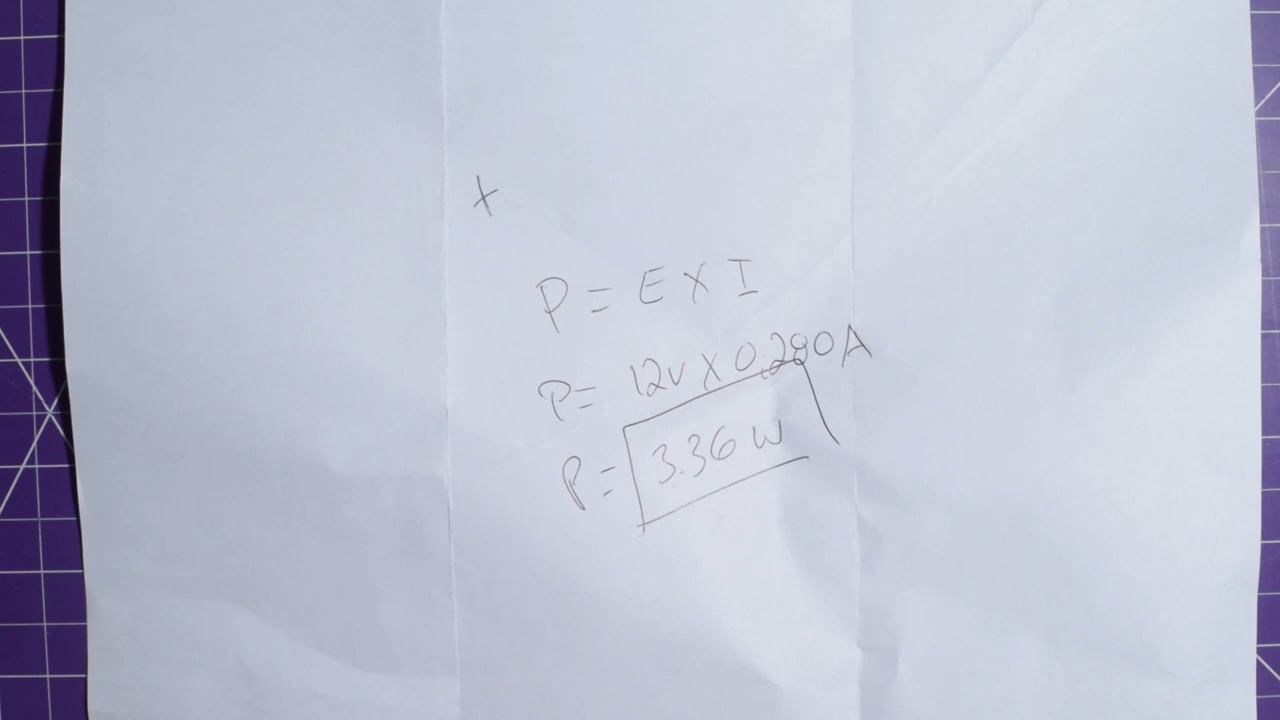 X
P = E X I
P= 12V X 0.280A
P = 3.36 W